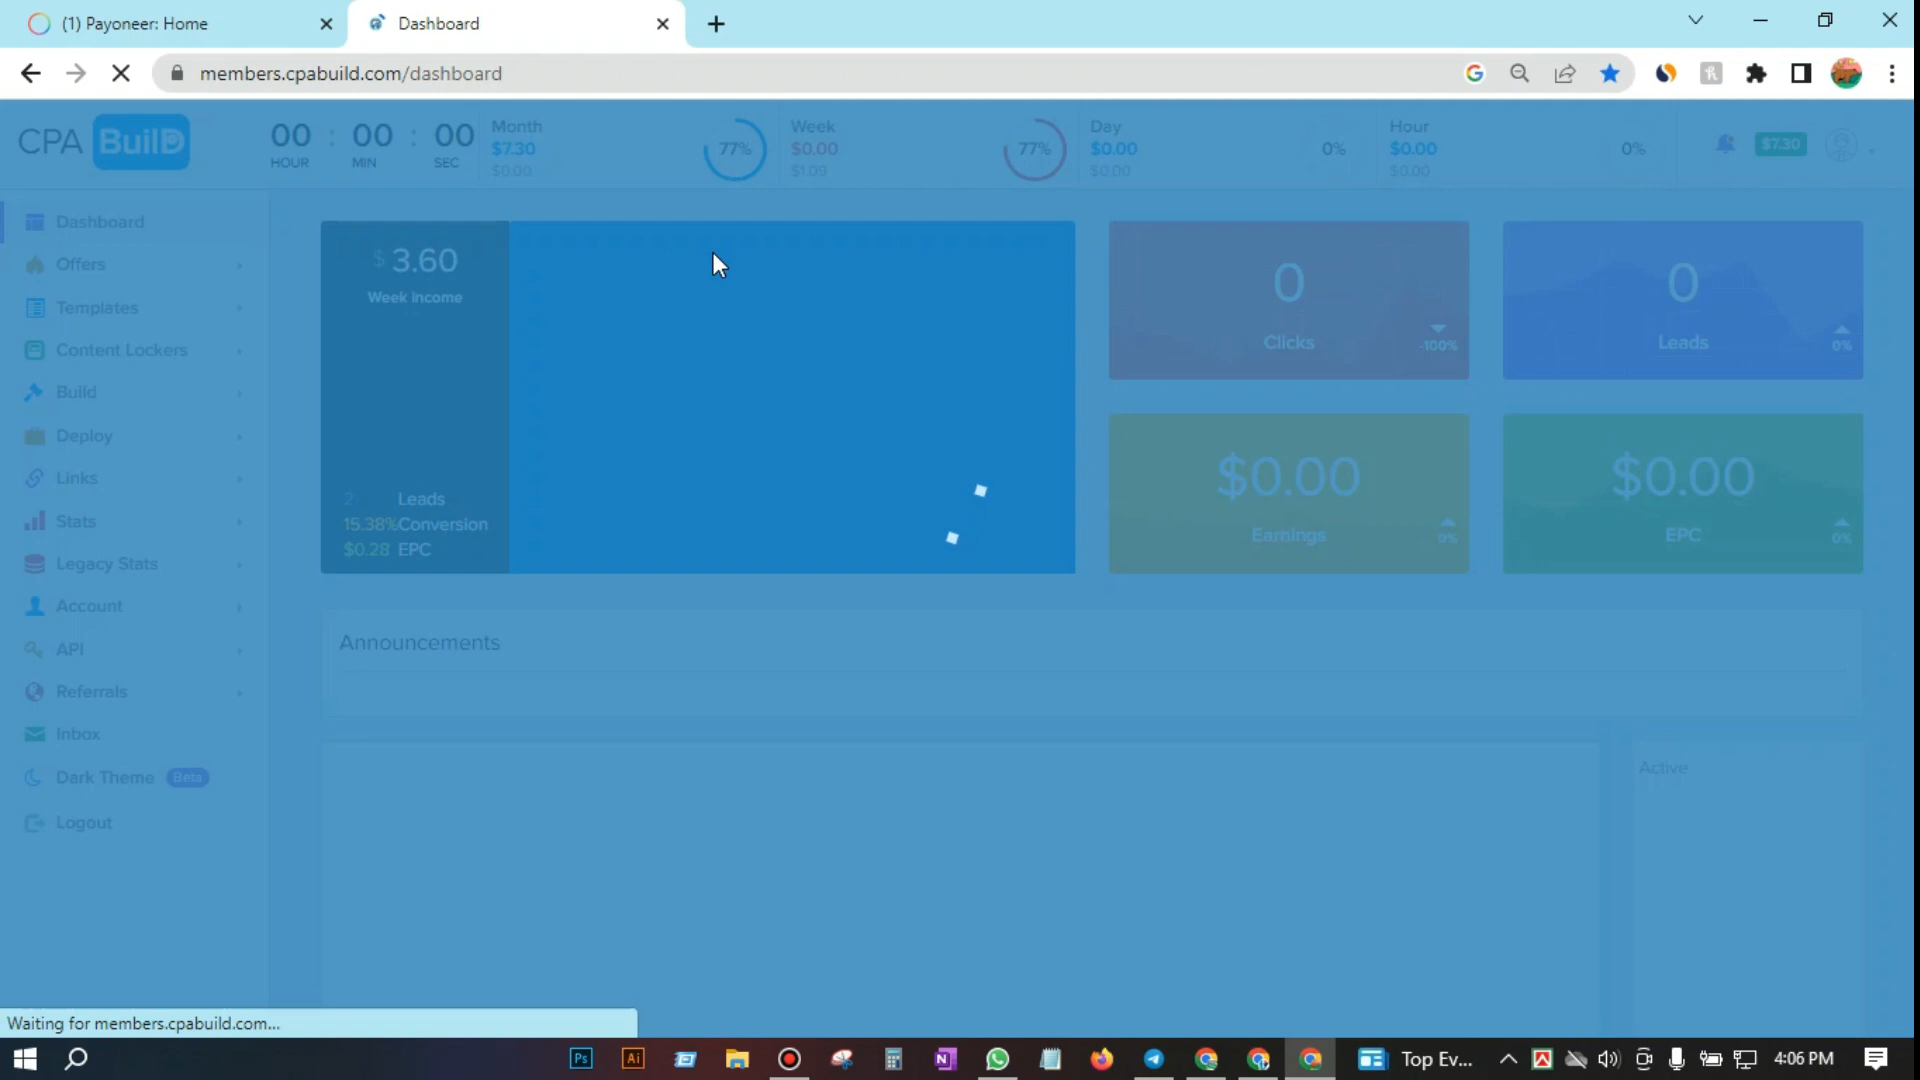 (1) Payoneer: Home
Dashboard
members.cpabuild.com/dashboard
CPA BuilD
00 : 00 : 00
HOUR MIN SEC
Month
$7.30
$0.00
77%
Week
$0.00
$1.09
77%
Day
$0.00
$0.00
0%
Hour
$0.00
$0.00
0%
$7.30
Dashboard
Offers
Templates
Content Lockers
Build
Deploy
Links
Stats
Legacy Stats
Account
API
Referrals
Inbox
Dark Theme Beta
Logout
$ 3.60
Week Income
2 Leads
15.38% Conversion
$0.28 EPC
0
Clicks
-100%
0
Leads
0%
$0.00
Earnings
0%
$0.00
EPC
0%
Announcements
Active
Waiting for members.cpabuild.com...
Ps
Ai
N
Top Ev...
4:06 PM